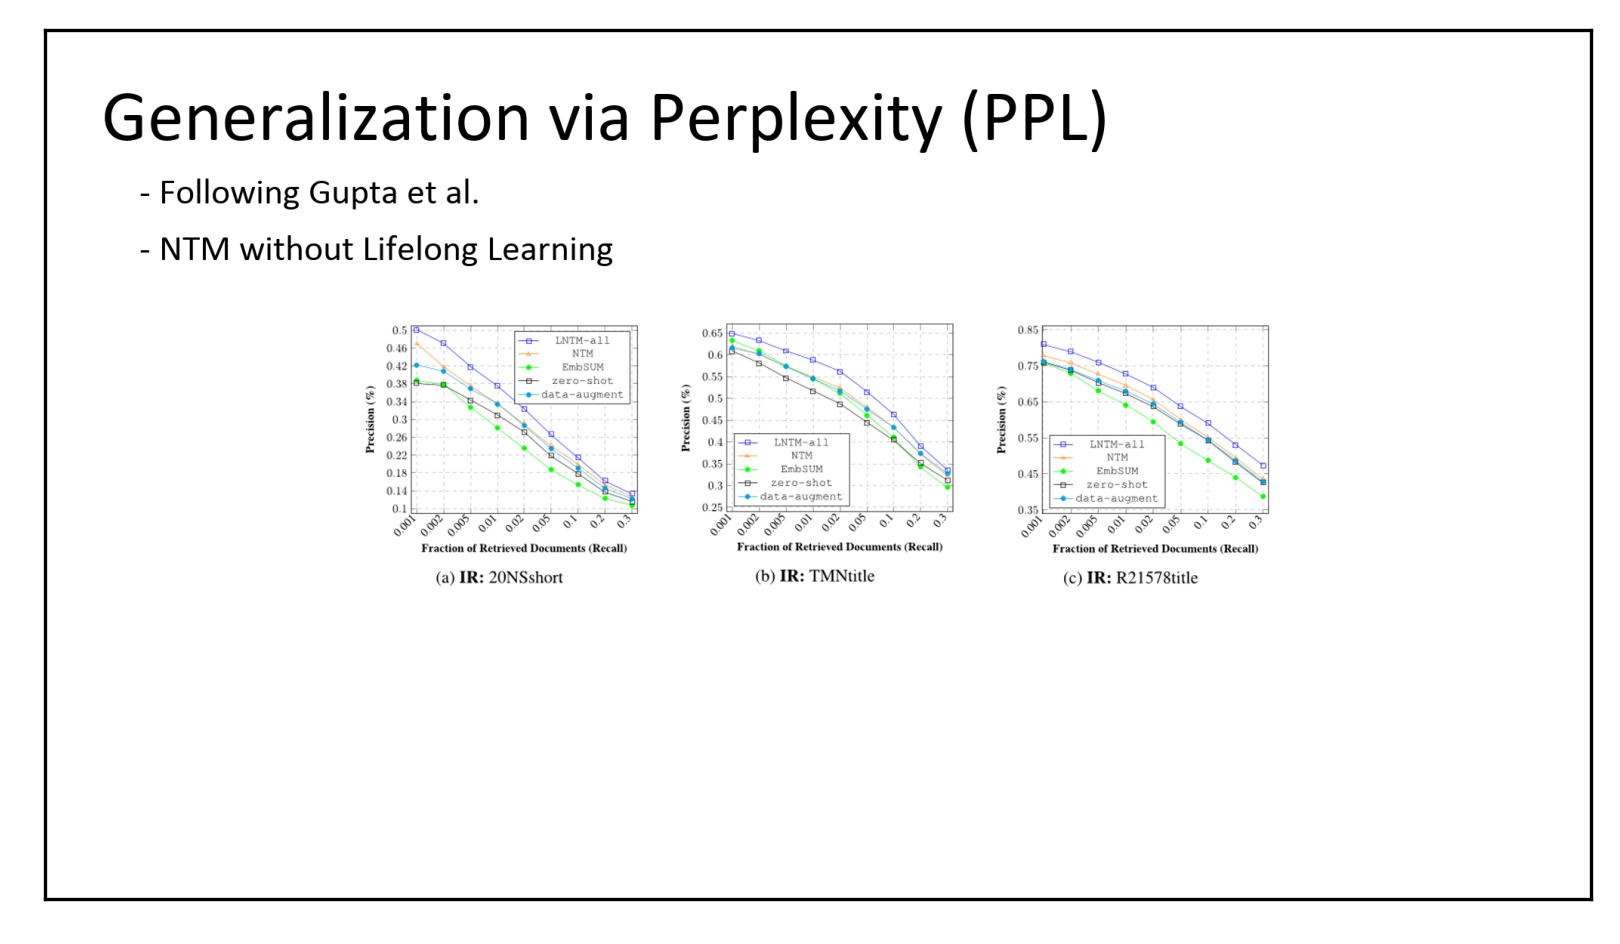 Generalization via Perplexity (PPL)
- Following Gupta et al.
- NTM without Lifelong Learning
0.5
0.46
0.42
0.38
0.34
0.3
0.26
0.22
0.18
0.14
0.1
Precision (%)
LNTM-all
NTM
EmbSUM
zero-shot
data-augment
0.001 0.002 0.005 0.01 0.02 0.05 0.1 0.2 0.3
Fraction of Retrieved Documents (Recall)
(a) IR: 20NSshort
0.65
0.6
0.55
0.5
0.45
0.4
0.35
0.3
0.25
Precision (%)
LNTM-all
NTM
EmbSUM
zero-shot
data-augment
0.001 0.002 0.005 0.01 0.02 0.05 0.1 0.2 0.3
Fraction of Retrieved Documents (Recall)
(b) IR: TMNtitle
0.85
0.75
0.65
0.55
0.45
0.35
Precision (%)
LNTM-all
NTM
EmbSUM
zero-shot
data-augment
0.001 0.002 0.005 0.01 0.02 0.05 0.1 0.2 0.3
Fraction of Retrieved Documents (Recall)
(c) IR: R21578title